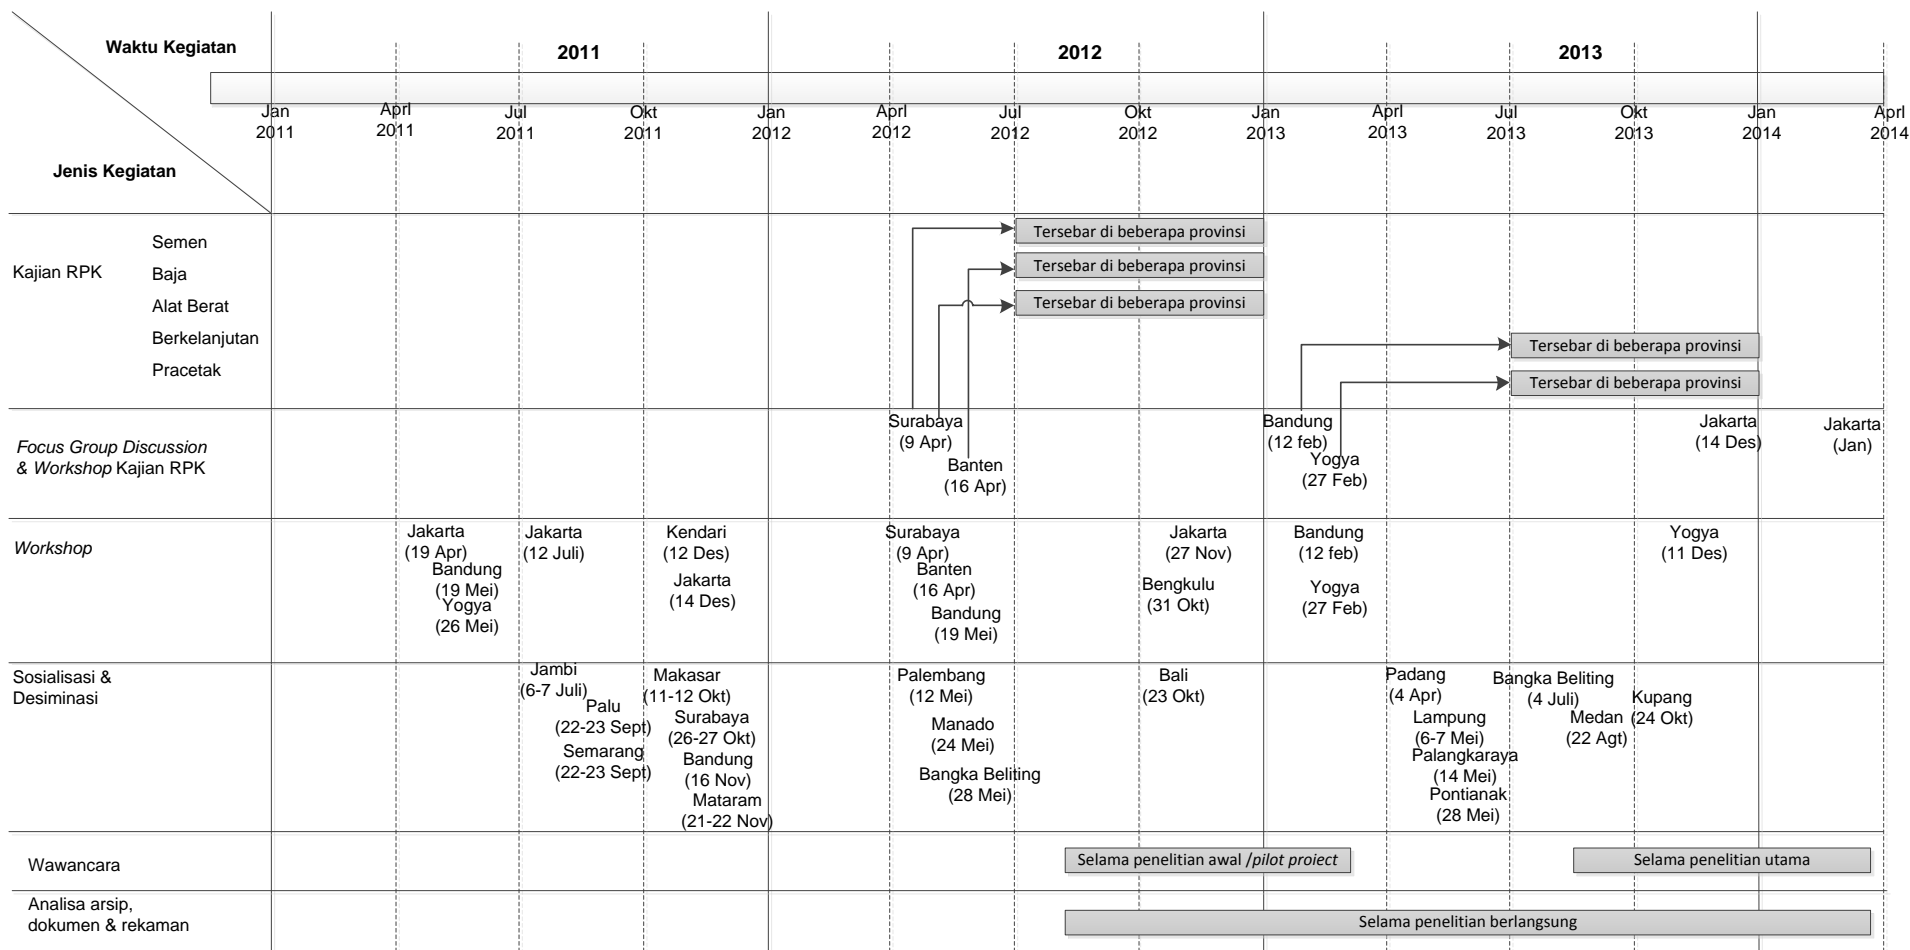 Waktu Kegiatan
2011
2012
2013
Jan
2011
Aprl
2011
Jul
2011
Okt
2011
Jan
2012
Aprl
2012
Jul
2012
Okt
2012
Jan
2013
Aprl
2013
Jul
2013
Okt
2013
Jan
2014
Aprl
2014
Jenis Kegiatan
Kajian RPK
Semen
Baja
Alat Berat
Berkelanjutan
Pracetak
Tersebar di beberapa provinsi
Tersebar di beberapa provinsi
Tersebar di beberapa provinsi
Tersebar di beberapa provinsi
Tersebar di beberapa provinsi
Focus Group Discussion
& Workshop Kajian RPK
Surabaya
(9 Apr)
Banten
(16 Apr)
Bandung
(12 feb)
Yogya
(27 Feb)
Jakarta
(14 Des)
Jakarta
(Jan)
Workshop
Jakarta
(19 Apr)
Bandung
(19 Mei)
Yogya
(26 Mei)
Jakarta
(12 Juli)
Kendari
(12 Des)
Jakarta
(14 Des)
Surabaya
(9 Apr)
Banten
(16 Apr)
Bandung
(19 Mei)
Jakarta
(27 Nov)
Bengkulu
(31 Okt)
Bandung
(12 feb)
Yogya
(27 Feb)
Yogya
(11 Des)
Sosialisasi &
Desiminasi
Jambi
(6-7 Juli)
Palu
(22-23 Sept)
Semarang
(22-23 Sept)
Makasar
(11-12 Okt)
Surabaya
(26-27 Okt)
Bandung
(16 Nov)
Mataram
(21-22 Nov)
Palembang
(12 Mei)
Manado
(24 Mei)
Bangka Beliting
(28 Mei)
Bali
(23 Okt)
Padang
(4 Apr)
Lampung
(6-7 Mei)
Palangkaraya
(14 Mei)
Pontianak
(28 Mei)
Bangka Beliting
(4 Juli)
Medan
(22 Agt)
Kupang
(24 Okt)
Wawancara
Selama penelitian awal /pilot proiect
Selama penelitian utama
Analisa arsip,
dokumen & rekaman
Selama penelitian berlangsung